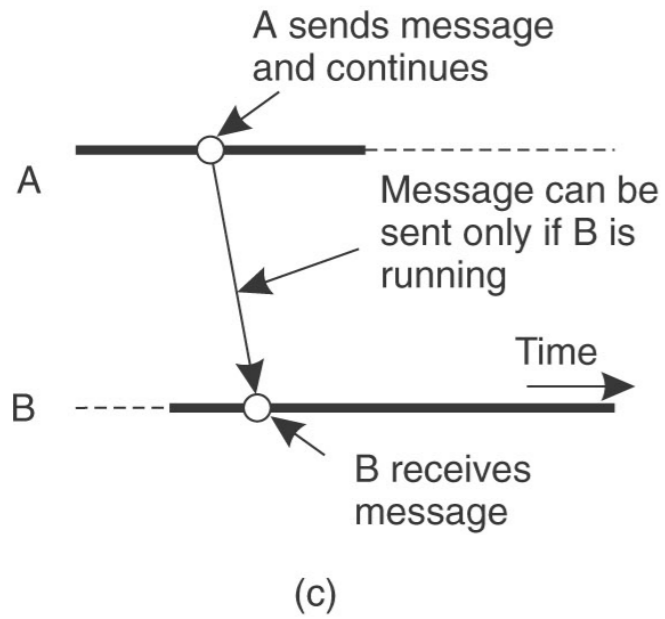 A sends message
and continues
A
Message can be
sent only if B is
running
Time
B
B receives
message
(c)